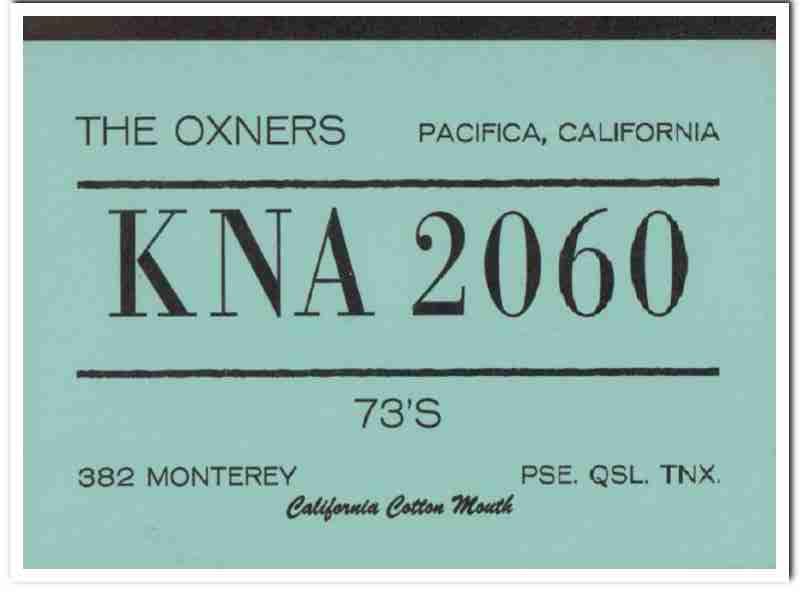 THE OXNERS PACIFICA, CALIFORNIA
KNA 2060
73'S
382 MONTEREY PSE. QSL. TNX.
California Cotton Mouth